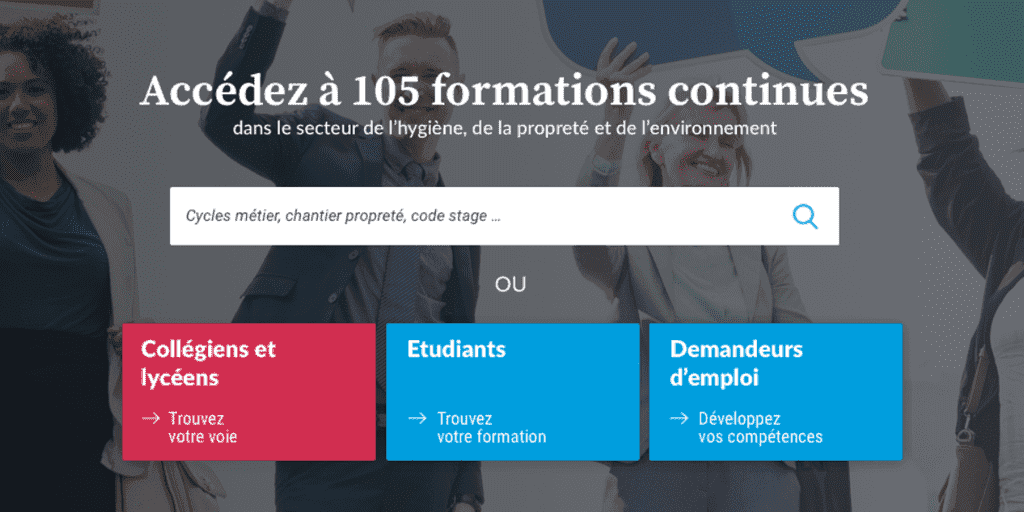 Accédez à 105 formations continues
dans le secteur de l'hygiène, de la propreté et de l'environnement
Cycles métier, chantier propreté, code stage ...
OU
Collégiens et
lycéens
Trouvez
votre voie
Etudiants
Trouvez
votre formation
Demandeurs
d'emploi
Développez
vos compétences